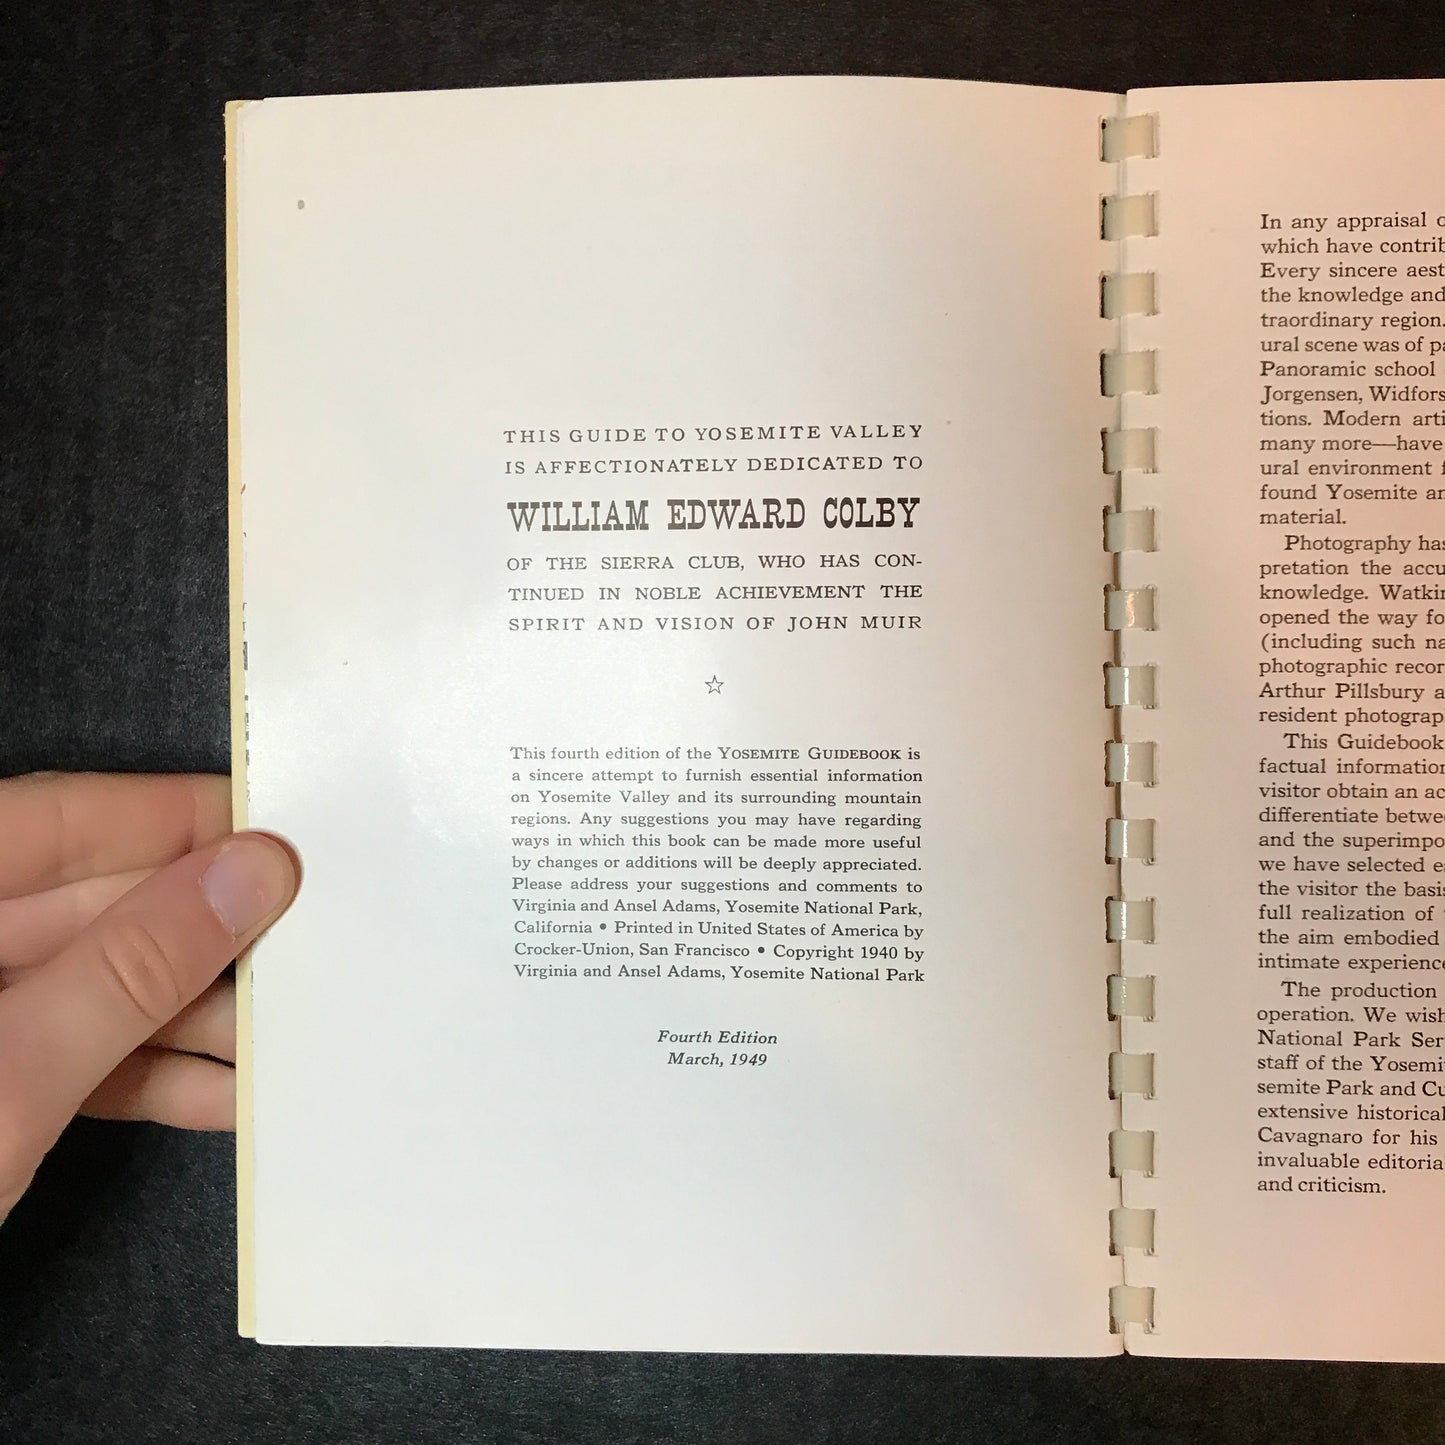 THIS GUIDE TO YOSEMITE VALLEY
IS AFFECTIONATELY DEDICATED TO
WILLIAM EDWARD COLBY
OF THE SIERRA CLUB, WHO HAS CON-
TINUED IN NOBLE ACHIEVEMENT THE
SPIRIT AND VISION OF JOHN MUIR
☆
This fourth edition of the YOSEMITE GUIDEBOOK is
a sincere attempt to furnish essential information
on Yosemite Valley and its surrounding mountain
regions. Any suggestions you may have regarding
ways in which this book can be made more useful
by changes or additions will be deeply appreciated.
Please address your suggestions and comments to
Virginia and Ansel Adams, Yosemite National Park,
California • Printed in United States of America by
Crocker-Union, San Francisco • Copyright 1940 by
Virginia and Ansel Adams, Yosemite National Park
Fourth Edition
March, 1949
In any appraisal
which have
Every sincere
the knowledge and
traordinary region.
ural scene was of
Panoramic school
Jorgensen,
tions. Modern
many more—have
ural environment
found Yosemite
material.
Photography
pretation the
knowledge.
opened the way
(including such
photographic
Arthur Pillsbury
resident
This Guidebook
factual
visitor obtain an
differentiate
and the
we have selected
the visitor the
full realization of
the aim embodied
intimate
The production
operation. We
National Park
staff of the
semite Park and
extensive
Cavagnaro for his
invaluable
and criticism.